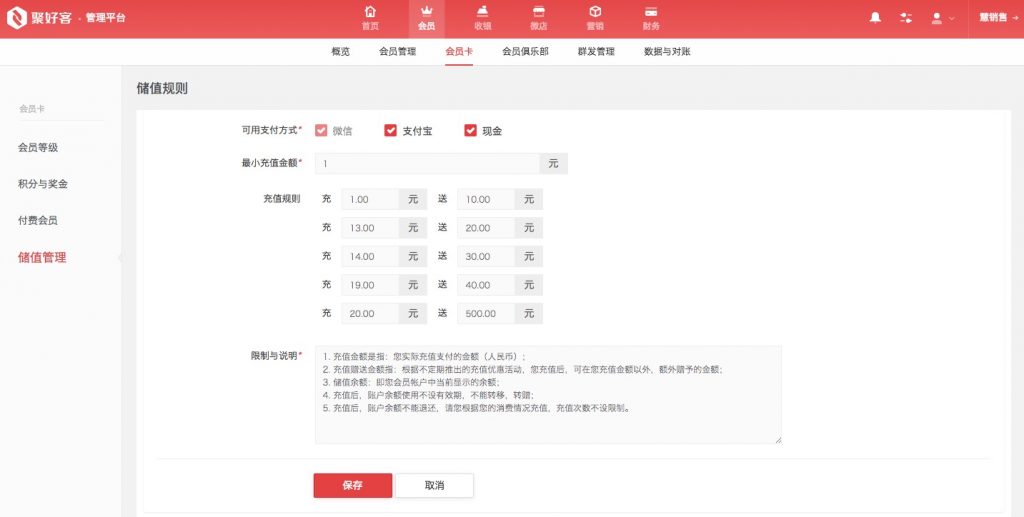 聚好客 · 管理平台
首页 会员 收银 微店 营销 财务
慧销售
概览 会员管理 会员卡 会员俱乐部 群发管理 数据与对账
会员卡
会员等级
积分与奖金
付费会员
储值管理
储值规则
可用支付方式* 微信 支付宝 现金
最小充值金额* 1 元
充值规则 充 1.00 元 送 10.00 元
充 13.00 元 送 20.00 元
充 14.00 元 送 30.00 元
充 19.00 元 送 40.00 元
充 20.00 元 送 500.00 元
限制与说明*
1. 充值金额是指：您实际充值支付的金额（人民币）；
2. 充值赠送金额指：根据不定期推出的充值优惠活动，您充值后，可在您充值金额以外，额外赠予的金额；
3. 储值余额：即您会员帐户中当前显示的余额；
4. 充值后，账户余额使用不设有效期，不能转移，转赠；
5. 充值后，账户余额不能退还，请您根据您的消费情况充值，充值次数不设限制。
保存 取消